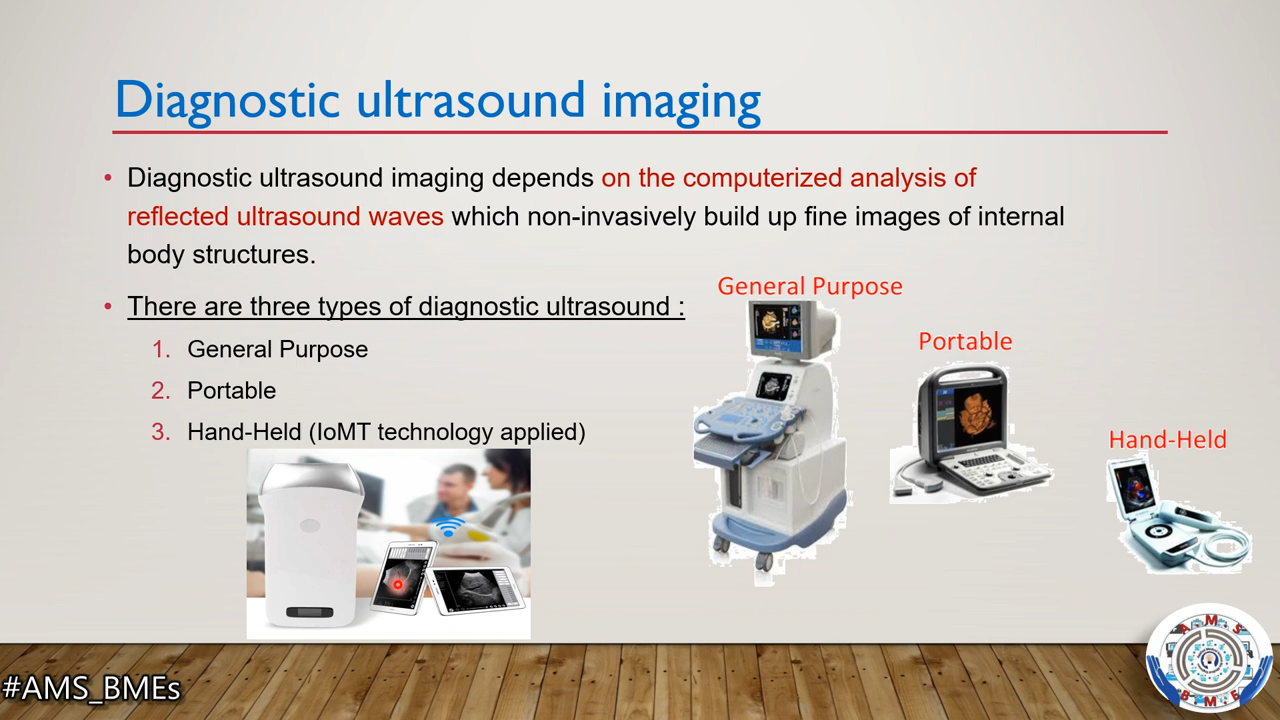 Diagnostic ultrasound imaging
• Diagnostic ultrasound imaging depends on the computerized analysis of
reflected ultrasound waves which non-invasively build up fine images of internal
body structures.
• There are three types of diagnostic ultrasound :
1. General Purpose
2. Portable
3. Hand-Held (IoMT technology applied)
General Purpose
Portable
Hand-Held
#AMS_BMEs
A M S
B M E